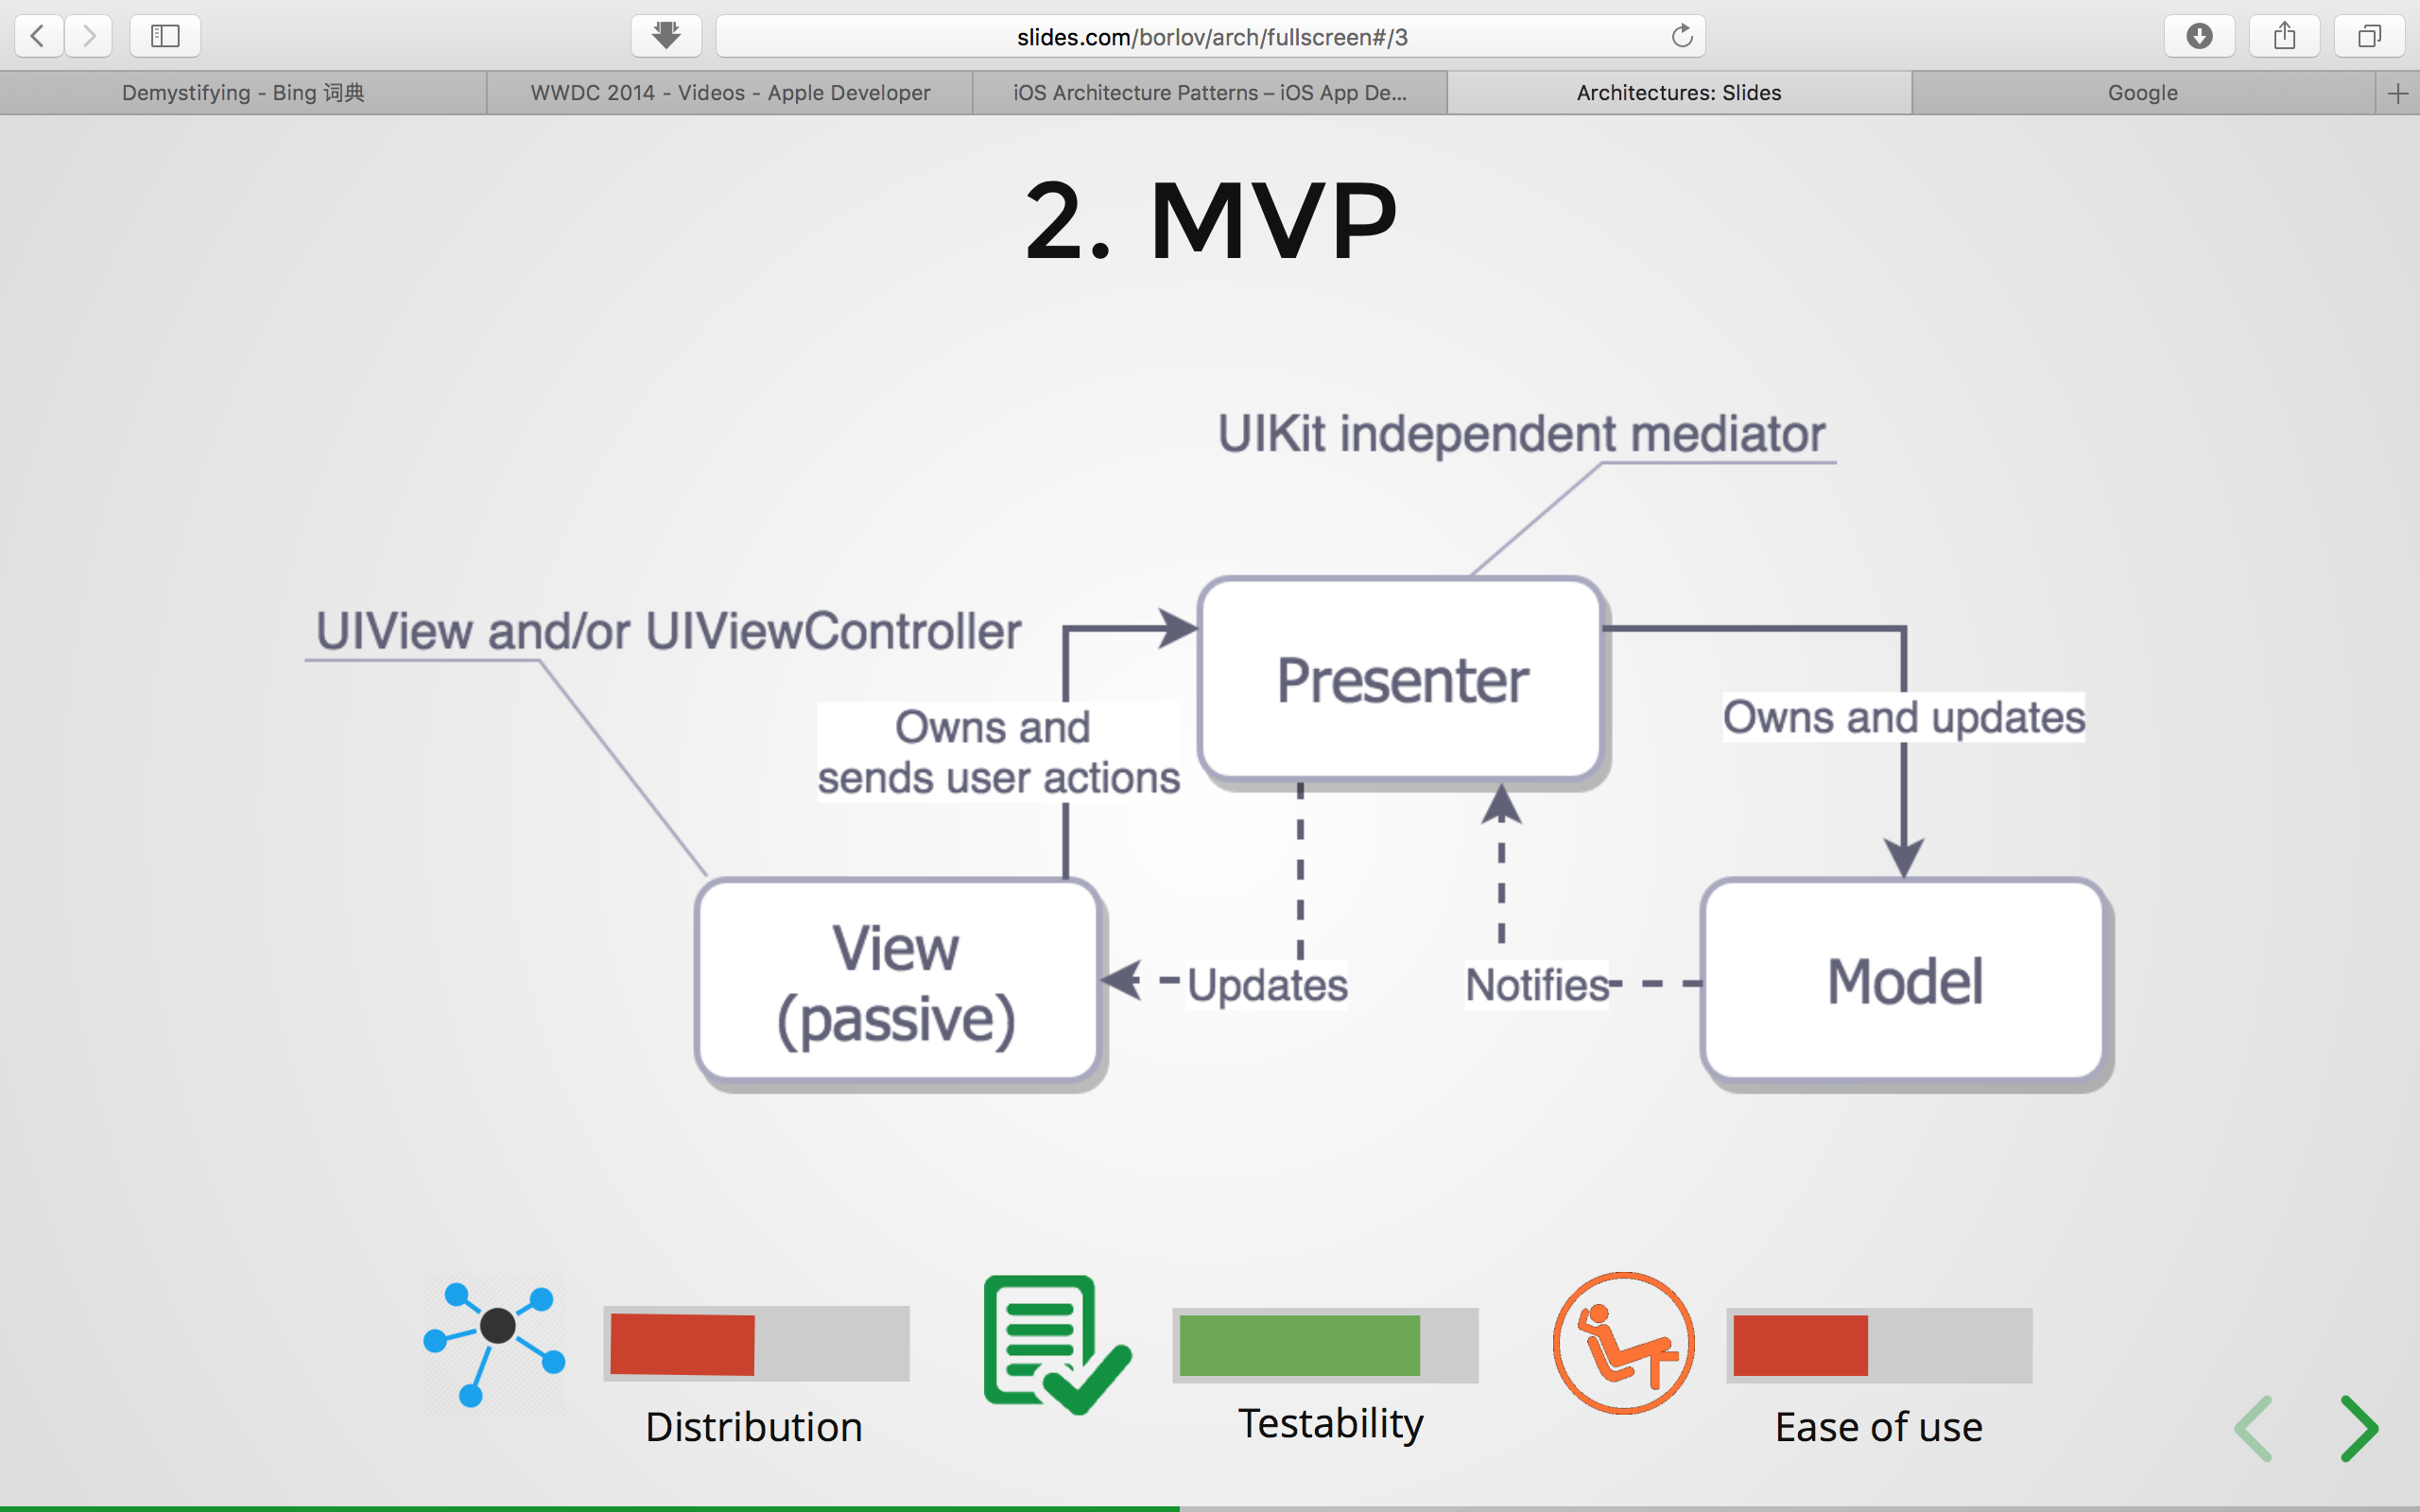 slides.com/borlov/arch/fullscreen#/3
Demystifying - Bing 词典
WWDC 2014 - Videos - Apple Developer
iOS Architecture Patterns – iOS App De...
Architectures: Slides
Google
2. MVP
UIKit independent mediator
UIView and/or UIViewController
Presenter
Owns and
sends user actions
Owns and updates
View
(passive)
Updates
Notifies
Model
Distribution
Testability
Ease of use